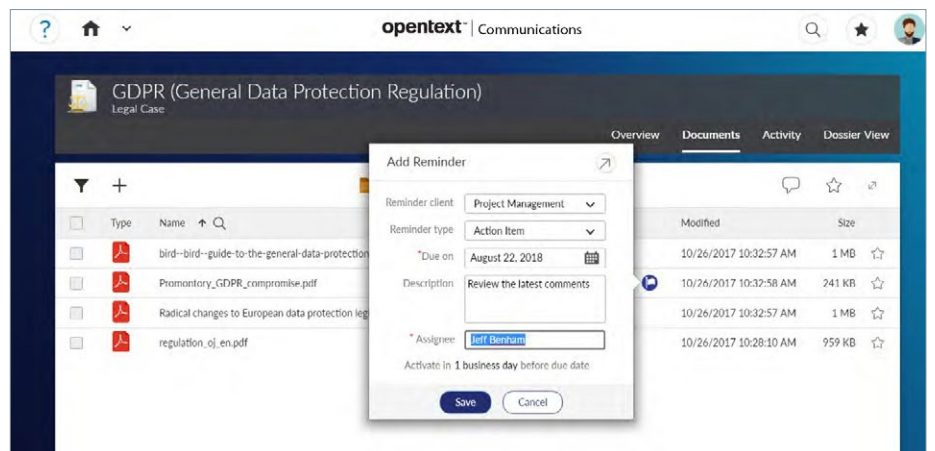 ?
opentext™ | Communications
GDPR (General Data Protection Regulation)
Legal Case
Overview Documents Activity Dossier View
Add Reminder
Reminder client Project Management
Reminder type Action Item
*Due on August 22, 2018
Description Review the latest comments
* Assignee Jeff Benham
Activate in 1 business day before due date
Save Cancel
Type Name Modified Size
bird--bird--guide-to-the-general-data-protection 10/26/2017 10:32:57 AM 1 MB
Promontory_GDPR_compromise.pdf 10/26/2017 10:32:58 AM 241 KB
Radical changes to European data protection leg 10/26/2017 10:32:57 AM 1 MB
regulation_oj_en.pdf 10/26/2017 10:28:10 AM 959 KB